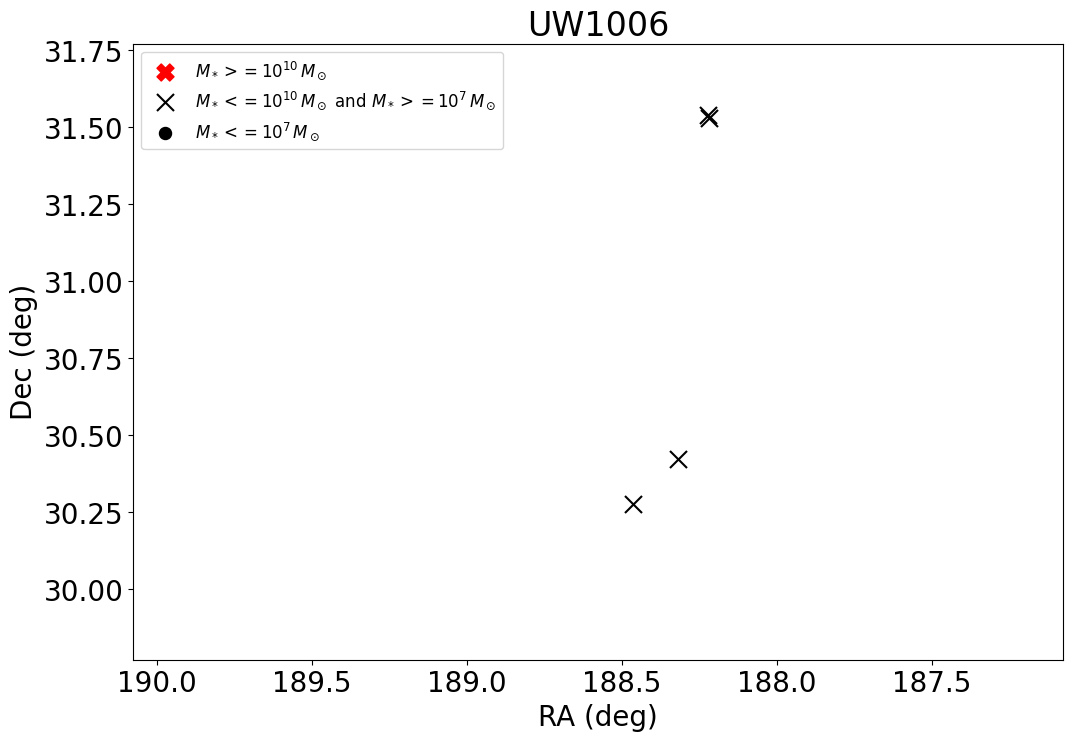 UW1006
M* >= 10^10 M⊙
M* <= 10^10 M⊙ and M* >= 10^7 M⊙
M* <= 10^7 M⊙
31.75
31.50
31.25
31.00
30.75
30.50
30.25
30.00
Dec (deg)
190.0 189.5 189.0 188.5 188.0 187.5
RA (deg)